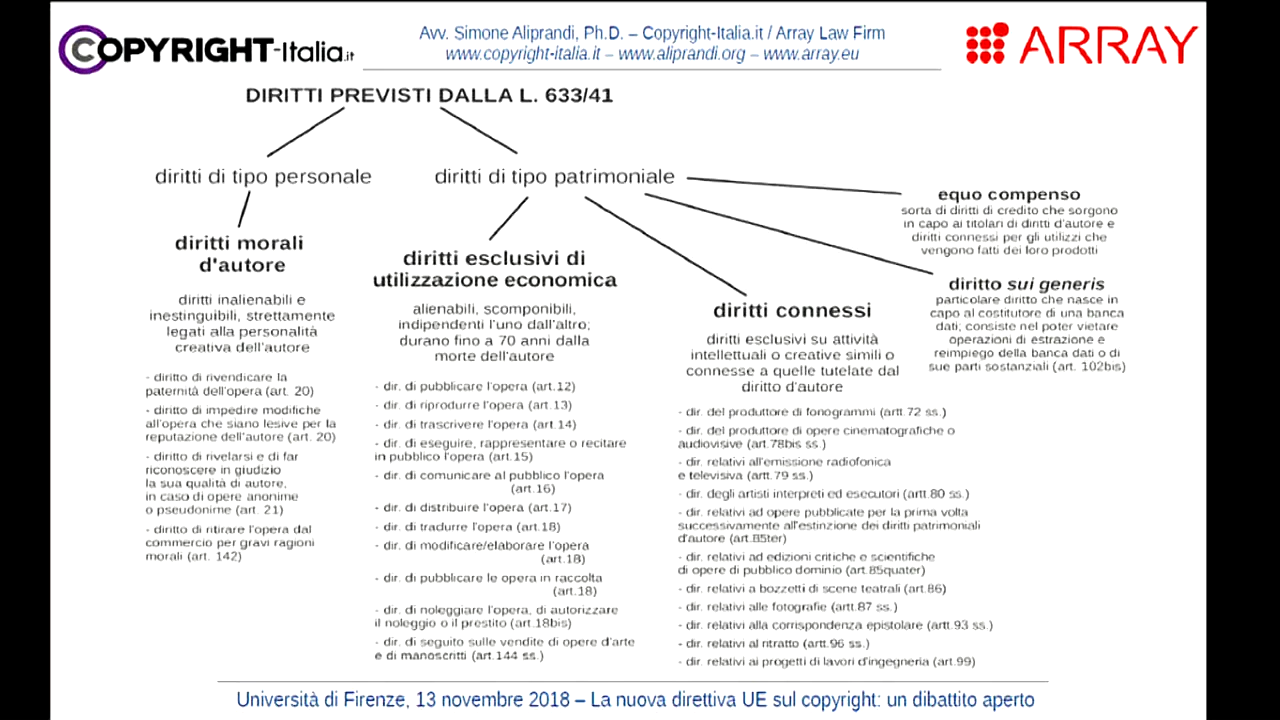 COPYRIGHT-Italia.it
Avv. Simone Aliprandi, Ph.D. – Copyright-Italia.it / Array Law Firm
www.copyright-italia.it – www.aliprandi.org – www.array.eu
ARRAY
DIRITTI PREVISTI DALLA L. 633/41
diritti di tipo personale
diritti di tipo patrimoniale
diritti morali
d'autore
diritti inalienabili e
inestinguibili, strettamente
legati alla personalità
creativa dell'autore
- diritto di rivendicare la
paternità dell'opera (art. 20)
- diritto di impedire modifiche
all'opera che siano lesive per la
reputazione dell'autore (art. 20)
- diritto di rivelarsi e di far
riconoscere in giudizio
la sua qualità di autore,
in caso di opere anonime
o pseudonime (art. 21)
- diritto di ritirare l'opera dal
commercio per gravi ragioni
morali (art. 142)
diritti esclusivi di
utilizzazione economica
alienabili, scomponibili,
indipendenti l'uno dall'altro;
durano fino a 70 anni dalla
morte dell'autore
- dir. di pubblicare l'opera (art.12)
- dir. di riprodurre l'opera (art.13)
- dir. di trascrivere l'opera (art.14)
- dir. di eseguire, rappresentare o recitare
in pubblico l'opera (art.15)
- dir. di comunicare al pubblico l'opera
(art.16)
- dir. di distribuire l'opera (art.17)
- dir. di tradurre l'opera (art.18)
- dir. di modificare/elaborare l'opera
(art.18)
- dir. di pubblicare le opera in raccolta
(art.18)
- dir. di noleggiare l'opera, di autorizzare
il noleggio o il prestito (art.18bis)
- dir. di seguito sulle vendite di opere d'arte
e di manoscritti (art.144 ss.)
diritti connessi
diritti esclusivi su attività
intellettuali o creative simili o
connesse a quelle tutelate dal
diritto d'autore
- dir. del produttore di fonogrammi (artt.72 ss.)
- dir. del produttore di opere cinematografiche o
audiovisive (art.78bis ss.)
- dir. relativi all'emissione radiofonica
e televisiva (artt.79 ss.)
- dir. degli artisti interpreti ed esecutori (artt.80 ss.)
- dir. relativi ad opere pubblicate per la prima volta
successivamente all'estinzione dei diritti patrimoniali
d'autore (art.85ter)
- dir. relativi ad edizioni critiche e scientifiche
di opere di pubblico dominio (art.85quater)
- dir. relativi a bozzetti di scene teatrali (art.86)
- dir. relativi alle fotografie (artt.87 ss.)
- dir. relativi alla corrispondenza epistolare (artt.93 ss.)
- dir. relativi al ritratto (artt.96 ss.)
- dir. relativi ai progetti di lavori d'ingegneria (art.99)
equo compenso
sorta di diritti di credito che sorgono
in capo ai titolari di diritti d'autore e
diritti connessi per gli utilizzi che
vengono fatti dei loro prodotti
diritto sui generis
particolare diritto che nasce in
capo al costitutore di una banca
dati; consiste nel poter vietare
operazioni di estrazione e
reimpiego della banca dati o di
sue parti sostanziali (art. 102bis)
Università di Firenze, 13 novembre 2018 – La nuova direttiva UE sul copyright: un dibattito aperto